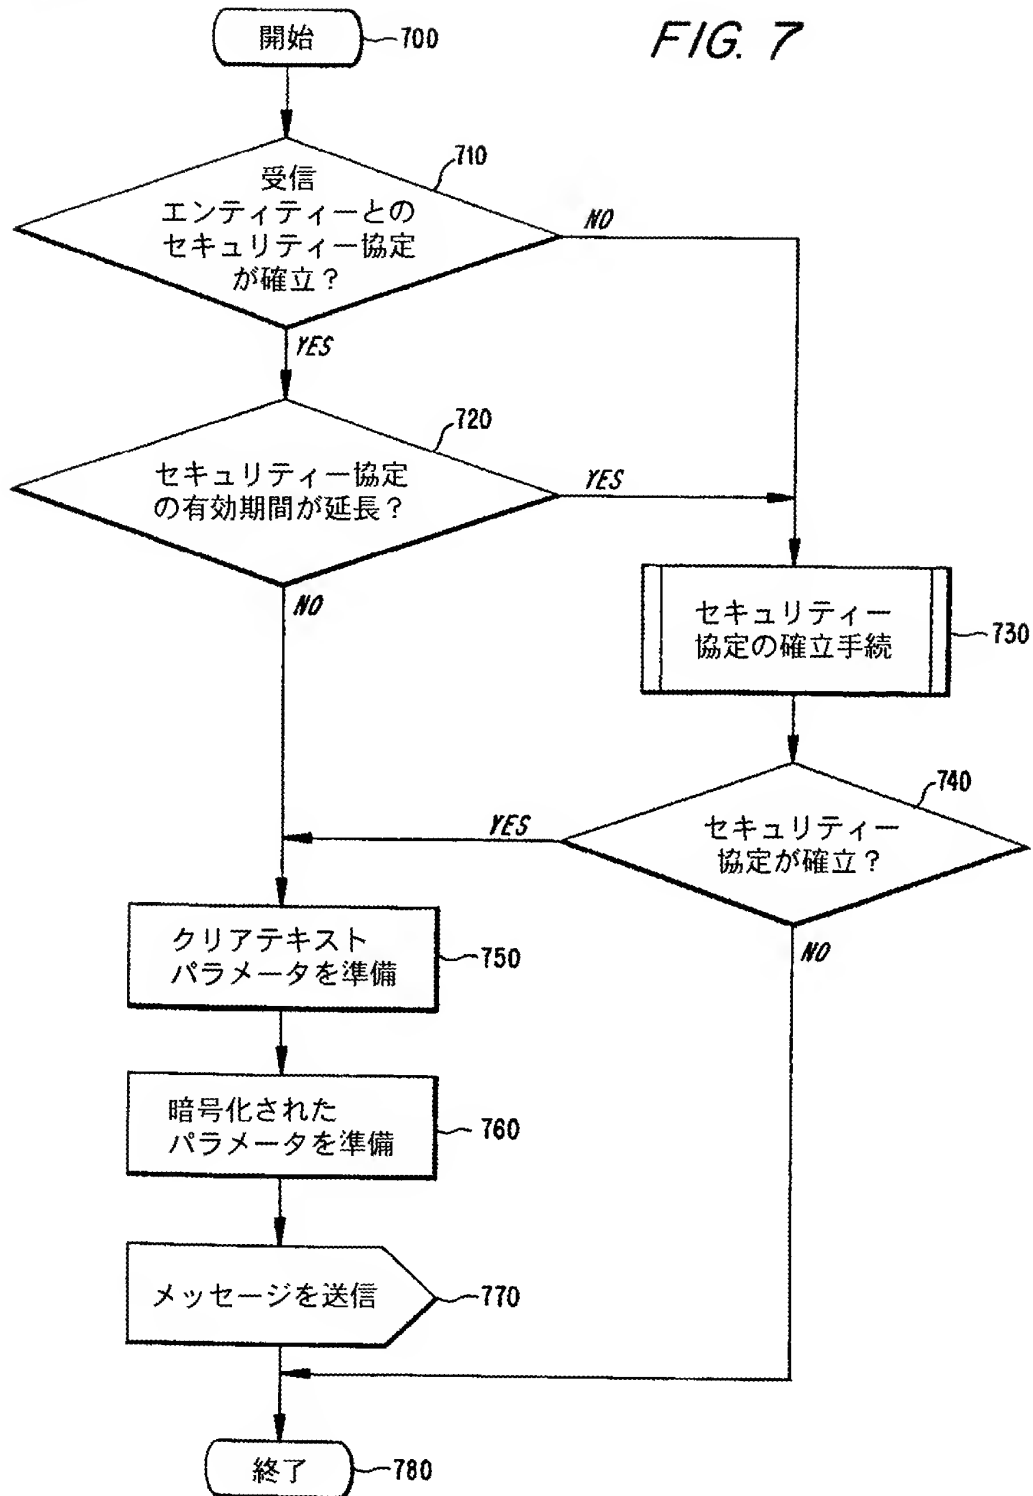 FIG. 7
開始
700
710
受信
エンティティーとの
セキュリティー協定
が確立？
NO
YES
720
セキュリティー協定
の有効期間が延長？
YES
NO
セキュリティー
協定の確立手続
730
740
セキュリティー
協定が確立？
YES
NO
クリアテキスト
パラメータを準備
750
暗号化された
パラメータを準備
760
メッセージを送信
770
終了
780